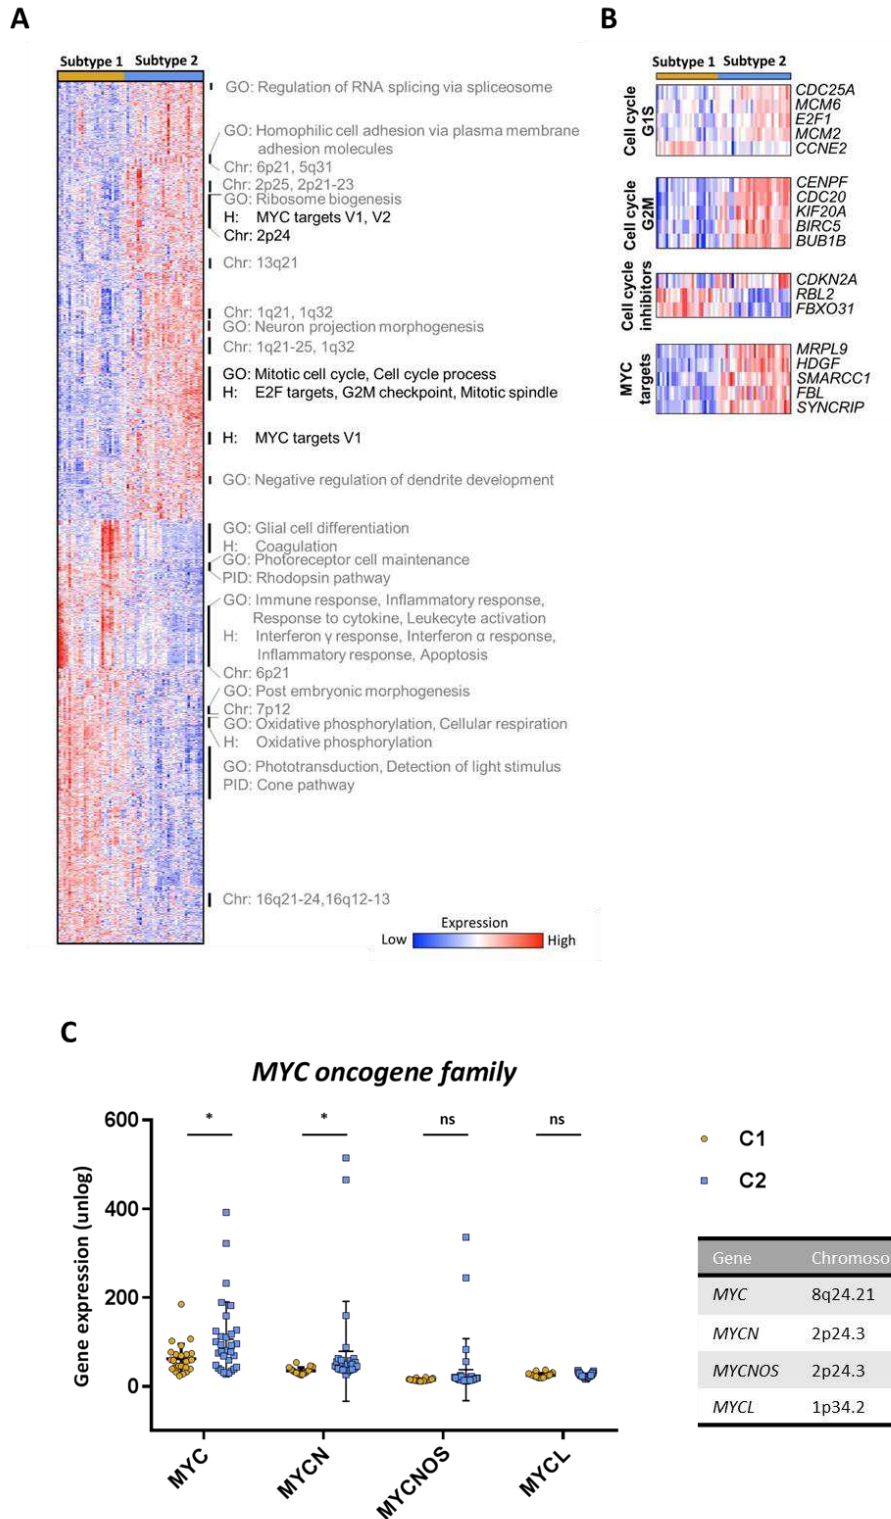 A
Subtype 1 Subtype 2
GO: Regulation of RNA splicing via spliceosome
GO: Homophilic cell adhesion via plasma membrane
adhesion molecules
Chr: 6p21, 5q31
Chr: 2p25, 2p21-23
GO: Ribosome biogenesis
H: MYC targets V1, V2
Chr: 2p24
Chr: 13q21
Chr: 1q21, 1q32
GO: Neuron projection morphogenesis
Chr: 1q21-25, 1q32
GO: Mitotic cell cycle, Cell cycle process
H: E2F targets, G2M checkpoint, Mitotic spindle
H: MYC targets V1
GO: Negative regulation of dendrite development
GO: Glial cell differentiation
H: Coagulation
GO: Photoreceptor cell maintenance
PID: Rhodopsin pathway
GO: Immune response, Inflammatory response,
Response to cytokine, Leukocyte activation
H: Interferon γ response, Interferon α response,
Inflammatory response, Apoptosis
Chr: 6p21
GO: Post embryonic morphogenesis
Chr: 7p12
GO: Oxidative phosphorylation, Cellular respiration
H: Oxidative phosphorylation
GO: Phototransduction, Detection of light stimulus
PID: Cone pathway
Chr: 16q21-24,16q12-13
Expression
Low High
B
Subtype 1 Subtype 2
Cell cycle
G1S
CDC25A
MCM6
E2F1
MCM2
CCNE2
Cell cycle
G2M
CENPF
CDC20
KIF20A
BIRC5
BUB1B
Cell cycle
inhibitors
CDKN2A
RBL2
FBXO31
MYC
targets
MRPL9
HDGF
SMARCC1
FBL
SYNCRIP
C
MYC oncogene family
Gene expression (unlog)
600
400
200
0
* * ns ns
MYC MYCN MYCNOS MYCL
C1
C2
Gene Chromoso
MYC 8q24.21
MYCN 2p24.3
MYCNOS 2p24.3
MYCL 1p34.2